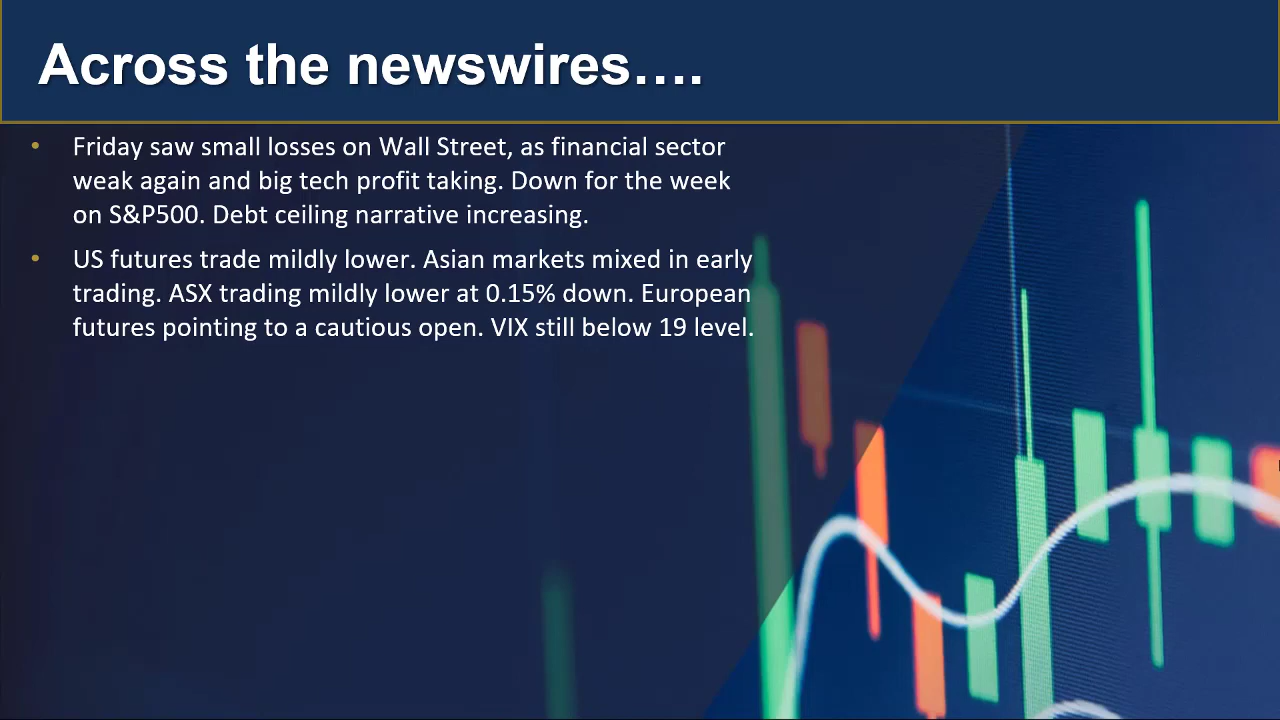 Across the newswires….
• Friday saw small losses on Wall Street, as financial sector
weak again and big tech profit taking. Down for the week
on S&P500. Debt ceiling narrative increasing.
• US futures trade mildly lower. Asian markets mixed in early
trading. ASX trading mildly lower at 0.15% down. European
futures pointing to a cautious open. VIX still below 19 level.